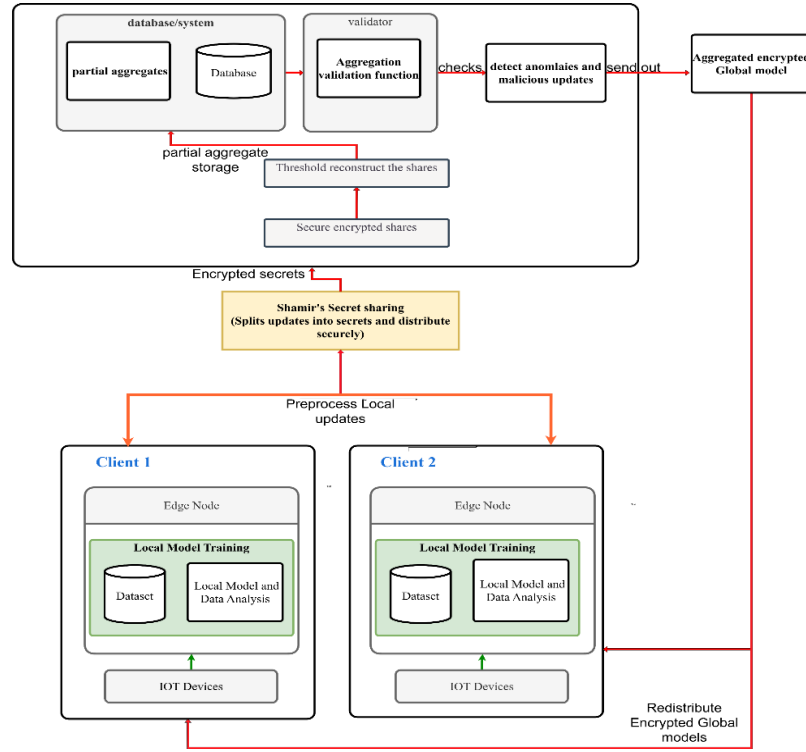 database/system
validator
partial aggregates
Database
Aggregation
validation function
checks
detect anomlaies and
malicious updates
send out
Aggregated encrypted
Global model
partial aggregate
storage
Threshold reconstruct the shares
Secure encrypted shares
Encrypted secrets
Shamir's Secret sharing
(Splits updates into secrets and distribute
securely)
Preprocess Local
updates
Client 1
Edge Node
Local Model Training
Dataset
Local Model and
Data Analysis
IOT Devices
Client 2
Edge Node
Local Model Training
Dataset
Local Model and
Data Analysis
IOT Devices
Redistribute
Encrypted Global
models